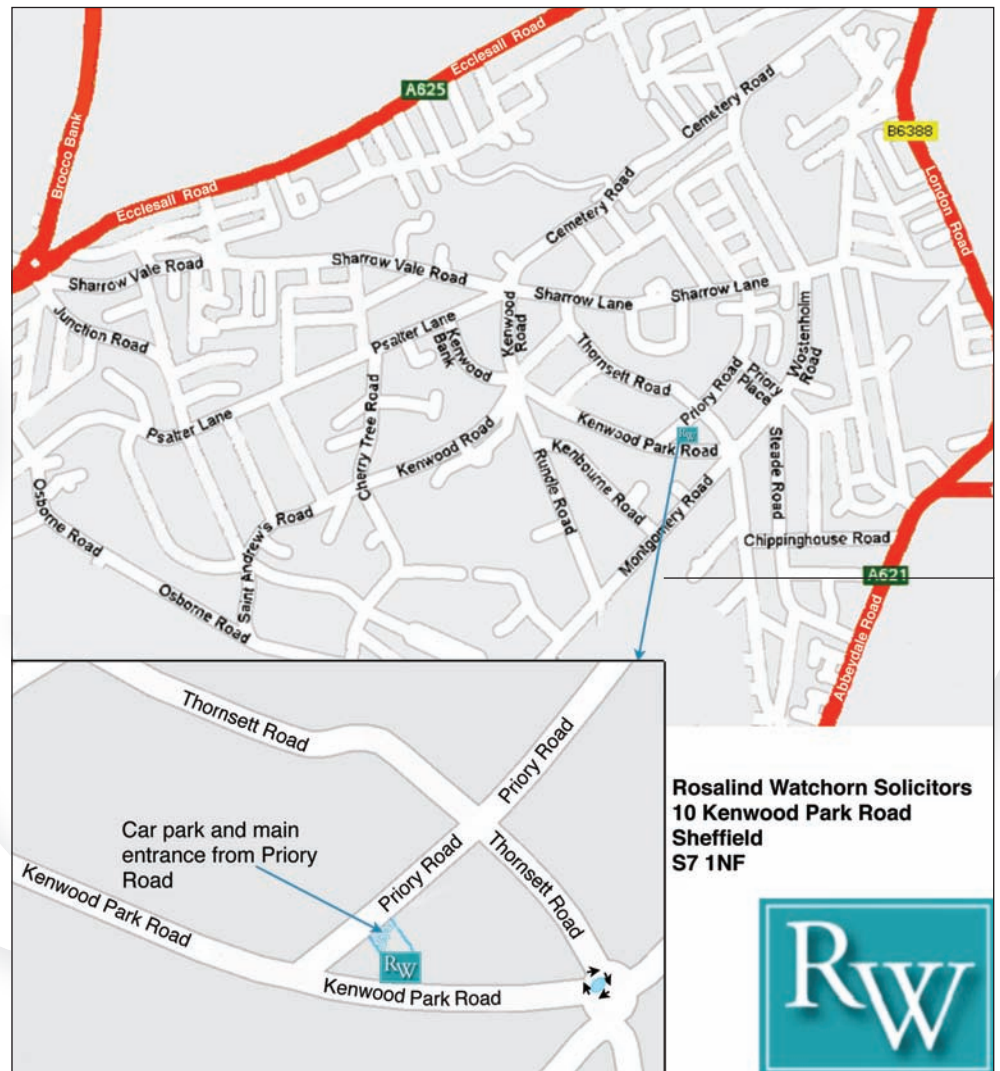 Ecclesall Road
A625
Brocco Bank
Ecclesall Road
Cemetery Road
B6388
London Road
Cemetery Road
Sharrow Vale Road
Sharrow Vale Road
Sharrow Lane
Sharrow Lane
Junction Road
Psalter Lane
Kenwood
Bank
Kenwood
Road
Thornsett Road
Priory Road
Priory
Place
Wostenholm
Road
Psalter Lane
Cherry Tree Road
Kenwood Road
RW
Kenwood Park Road
Rundle Road
Kenbourne Road
Montgomery Road
Steade Road
Chippinghouse Road
A621
Abbeydale Road
Osborne Road
Saint Andrew's Road
Osborne Road
Thornsett Road
Priory Road
Car park and main
entrance from Priory
Road
Priory Road
Thornsett Road
Kenwood Park Road
RW
Kenwood Park Road
Rosalind Watchorn Solicitors
10 Kenwood Park Road
Sheffield
S7 1NF
RW